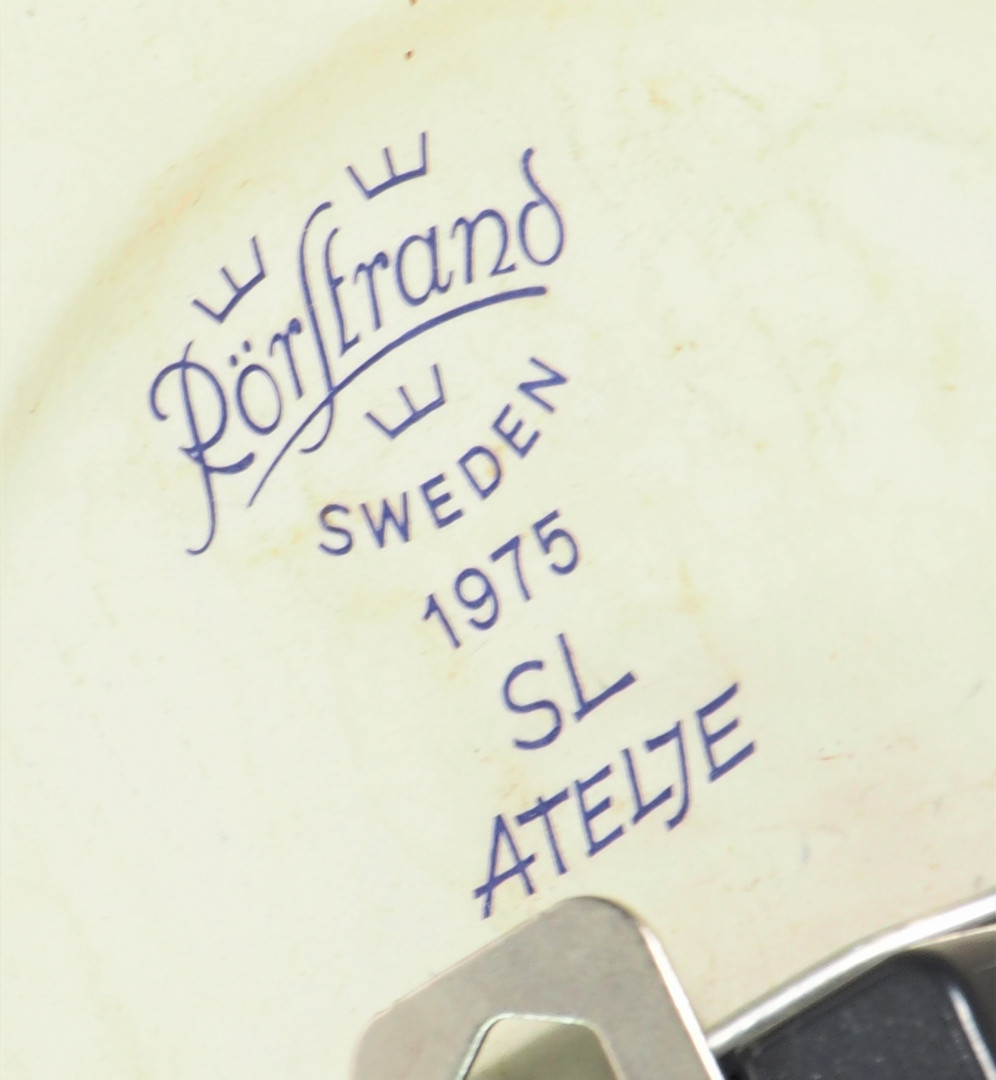 Rörstrand
SWEDEN
1975
SL
ATELJE